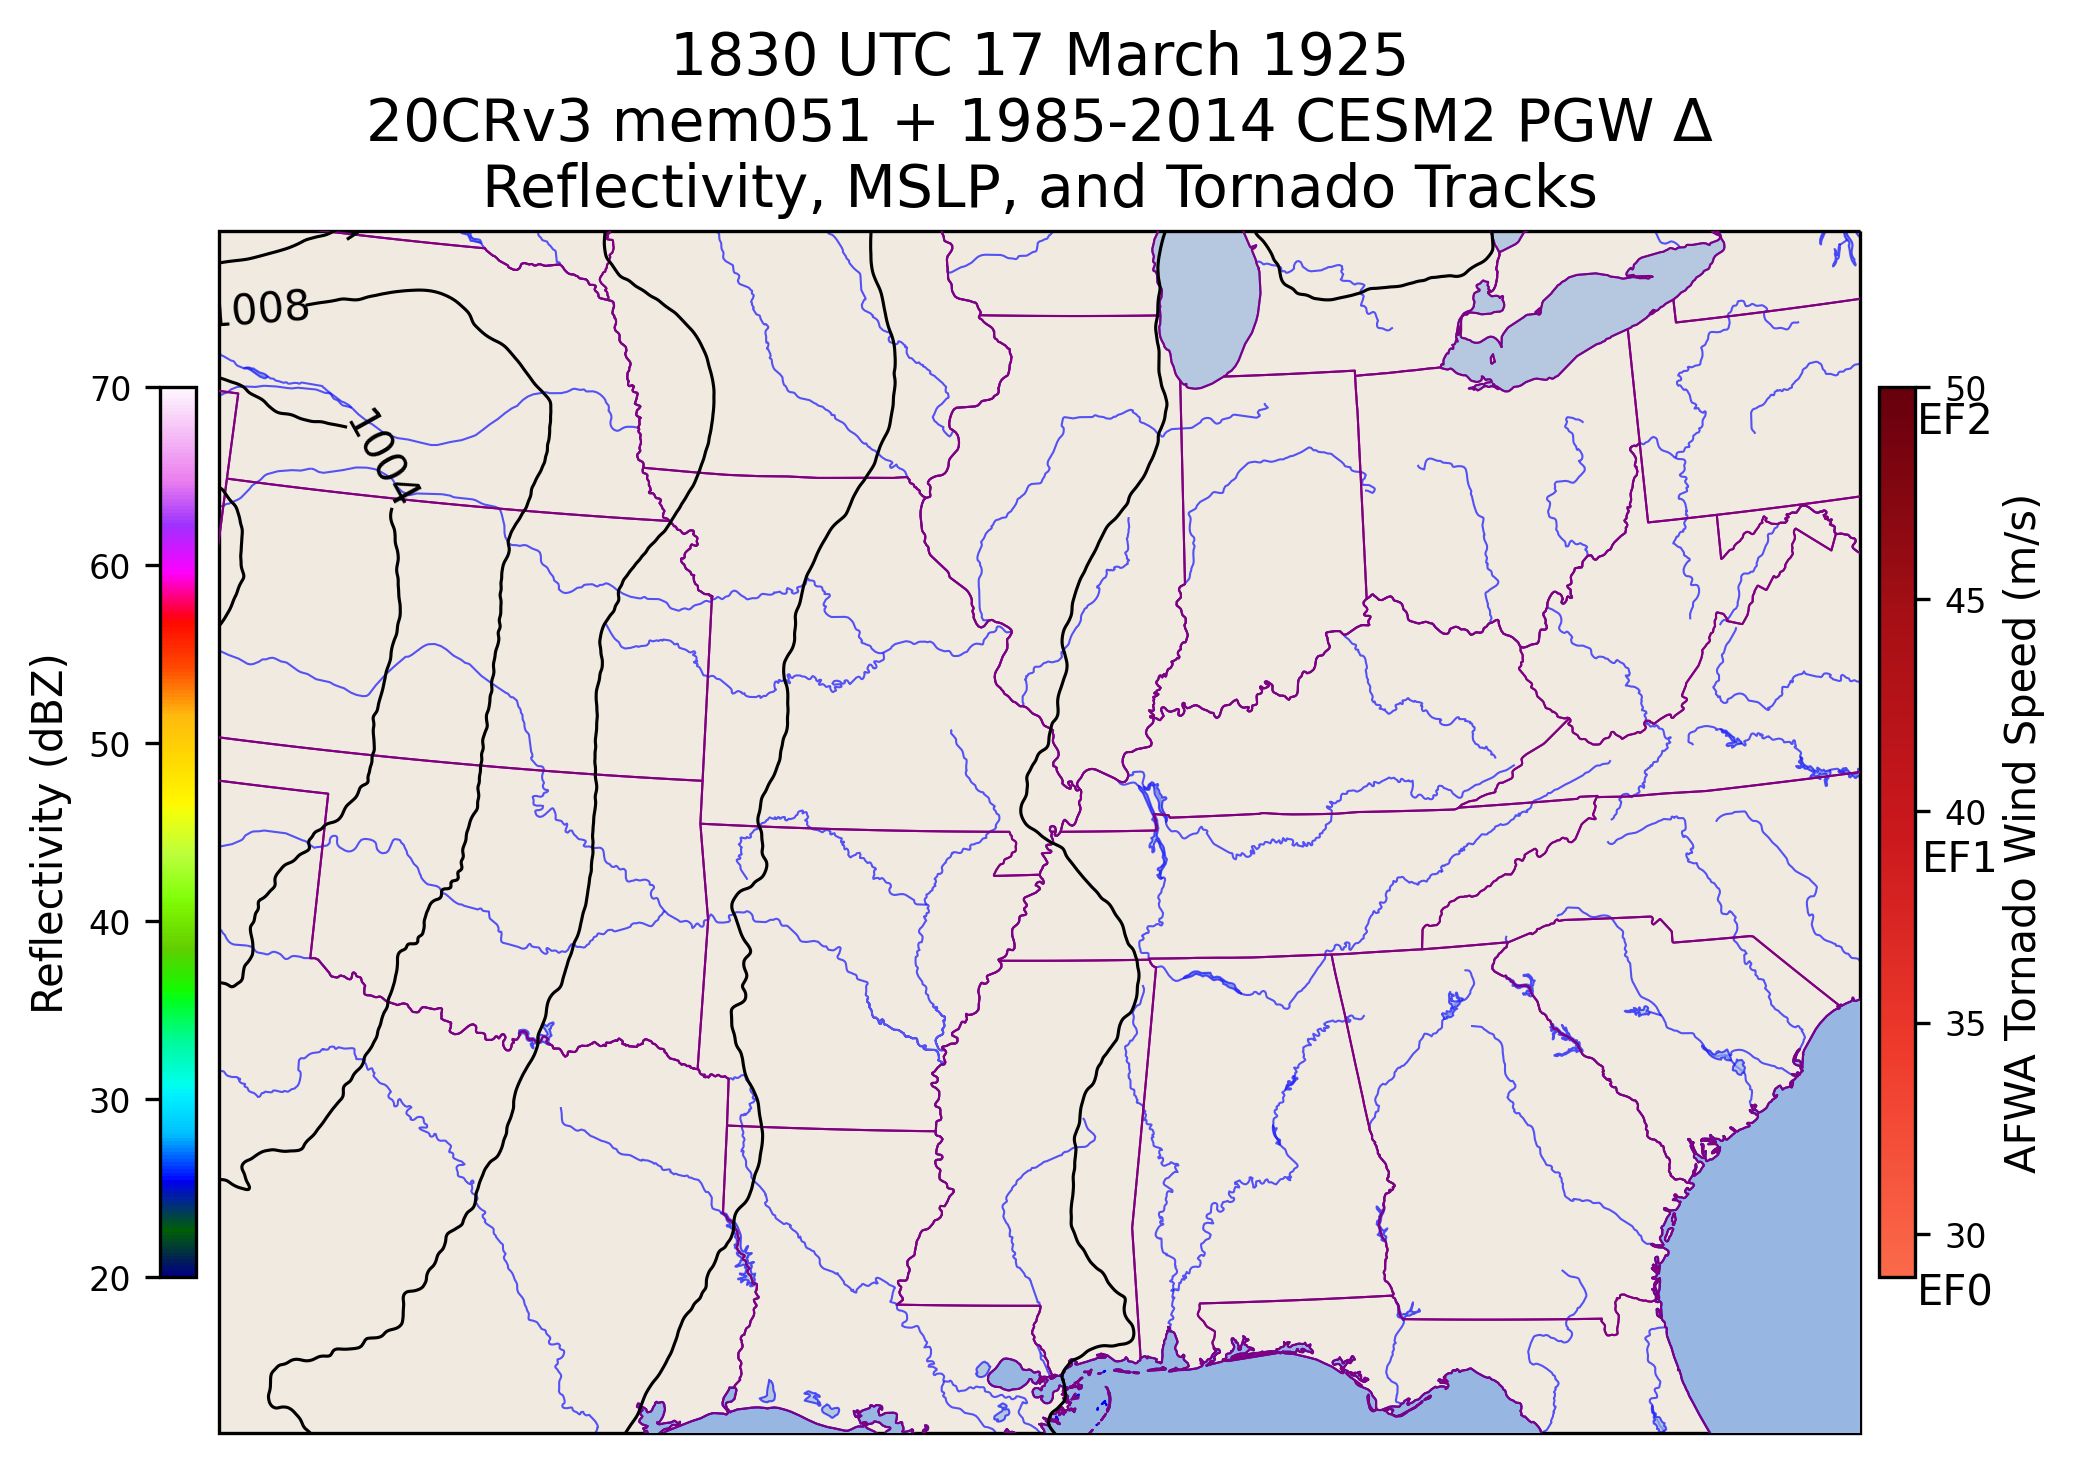 1830 UTC 17 March 1925
20CRv3 mem051 + 1985-2014 CESM2 PGW Δ
Reflectivity, MSLP, and Tornado Tracks
1008
1004
70
60
50
40
30
20
Reflectivity (dBZ)
50
EF2
45
40
EF1
35
30
EF0
AFWA Tornado Wind Speed (m/s)